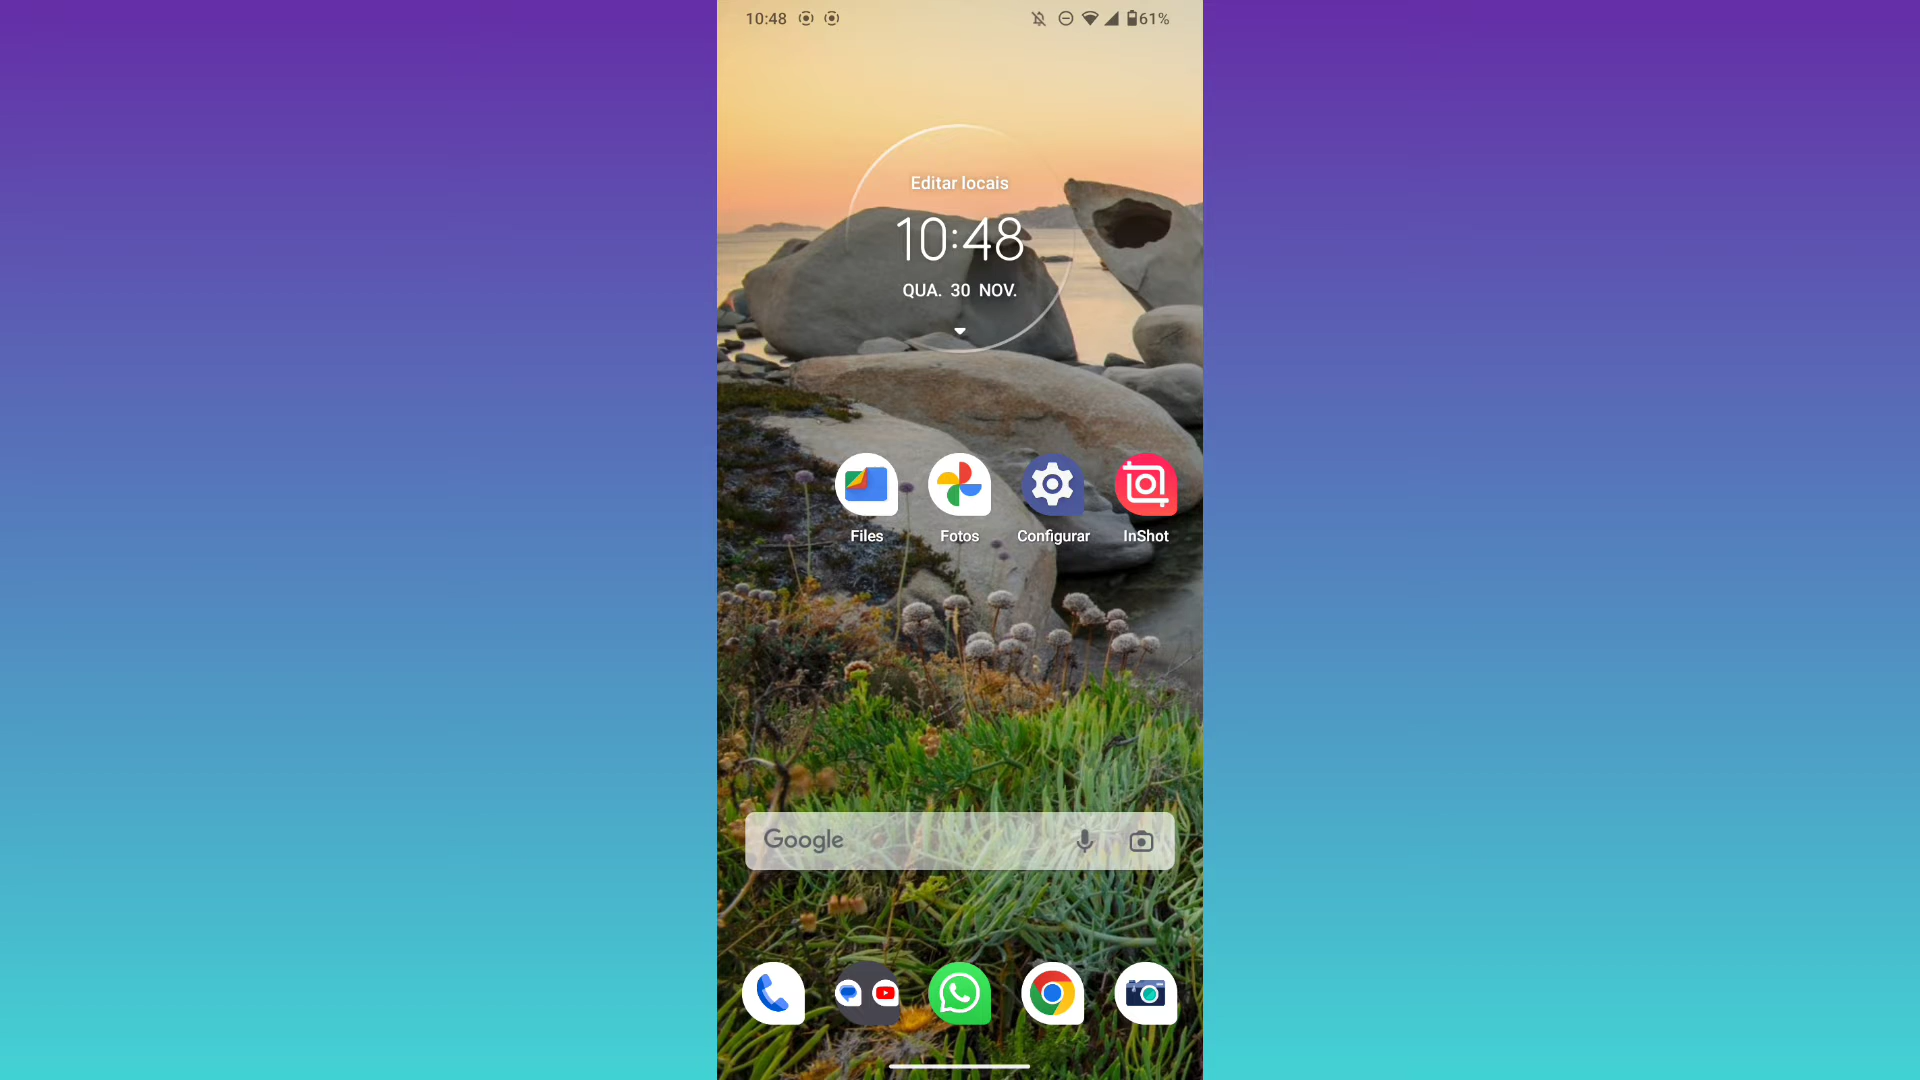 10:48
61%
Editar locais
10:48
QUA. 30 NOV.
Files
Fotos
Configurar
InShot
Google